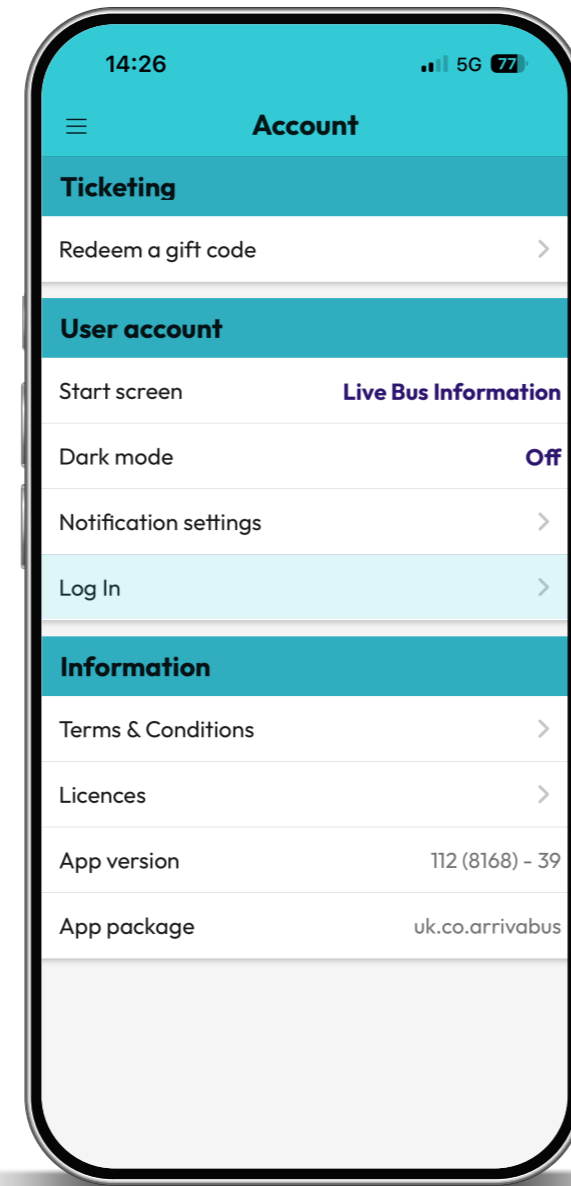 14:26 5G 77
Account
Ticketing
Redeem a gift code
User account
Start screen Live Bus Information
Dark mode Off
Notification settings
Log In
Information
Terms & Conditions
Licences
App version 112 (8168) - 39
App package uk.co.arrivabus